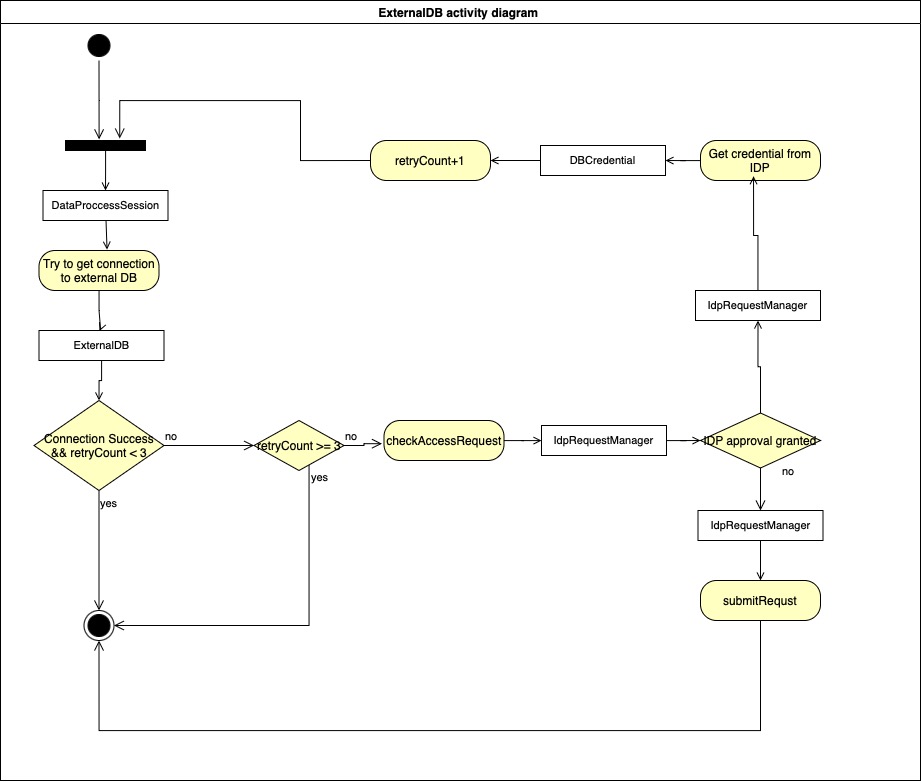 ExternalDB activity diagram
retryCount+1
DBCredential
Get credential from
IDP
DataProccessSession
Try to get connection
to external DB
IdpRequestManager
ExternalDB
Connection Success
&& retryCount < 3
no
retryCount >= 3
no
checkAccessRequest
IdpRequestManager
IDP approval granted
no
yes
yes
IdpRequestManager
submitRequst